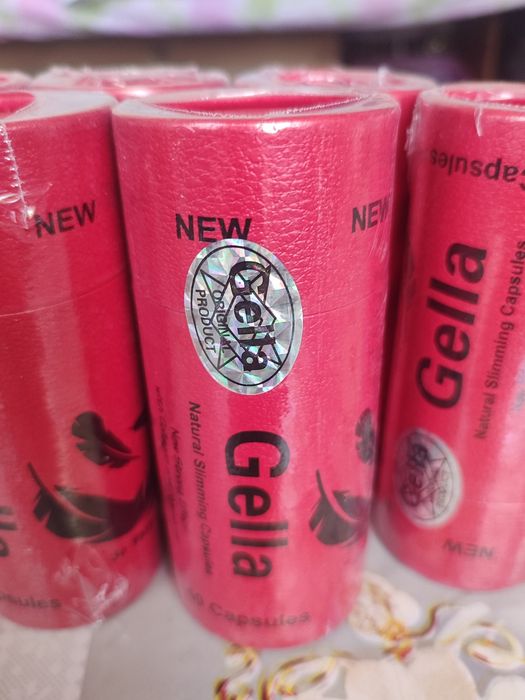 NEW
NEW
NEW
Gella
ORIGINAL
PRODUCT
Gella
Natural Slimming Capsules
Capsules
Capsules
Gella
Natural Slimming Capsules
NEW